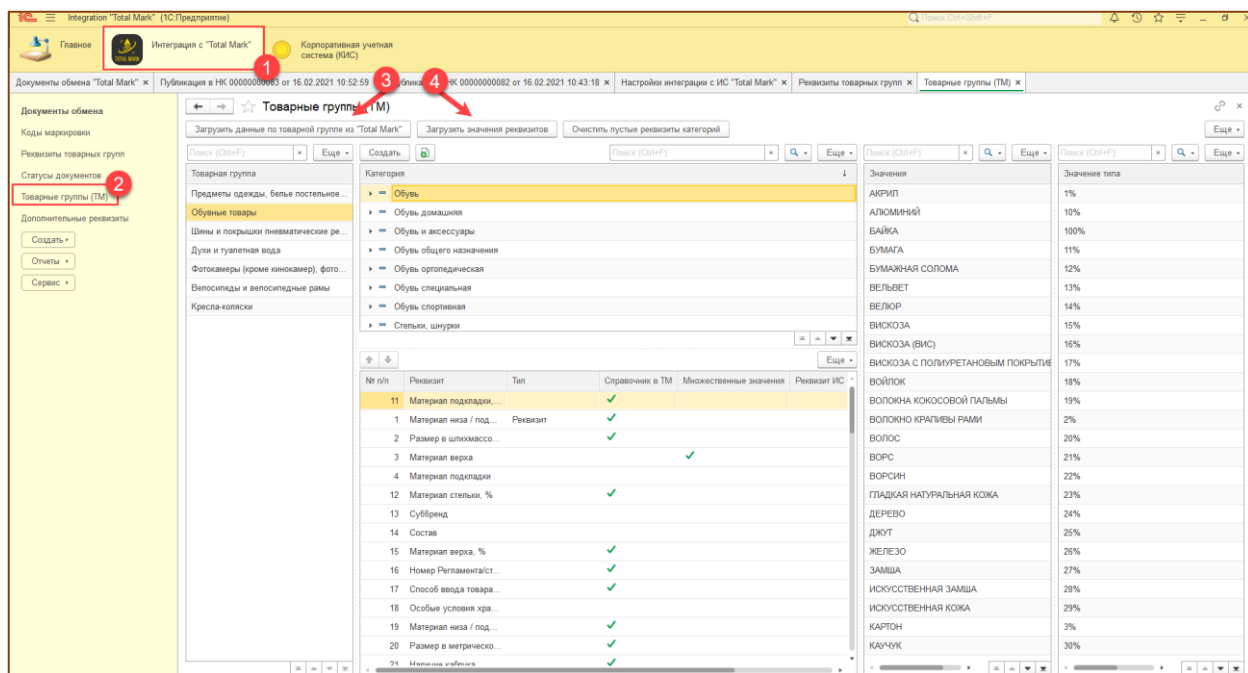 Integration "Total Mark" (1С:Предприятие)
Поиск Ctrl+Shift+F
Главное
TOTAL MARK
Интеграция с "Total Mark"
Корпоративная учетная
система (КИС)
1
Документы обмена "Total Mark" ×
Публикация в НК 00000000083 от 16.02.2021 10:52:59
НК 00000000082 от 16.02.2021 10:43:18 ×
Настройки интеграции с ИС "Total Mark" ×
Реквизиты товарных групп ×
Товарные группы (ТМ) ×
3
4
Документы обмена
Коды маркировки
Реквизиты товарных групп
Статусы документов
2
Товарные группы (ТМ)
Дополнительные реквизиты
Создать
Отчеты
Сервис
Товарные группы (ТМ)
Загрузить данные по товарной группе из "Total Mark"
Загрузить значения реквизитов
Очистить пустые реквизиты категорий
Еще
Поиск (Ctrl+F) × Еще
Товарная группа
Предметы одежды, белье постельное...
Обувные товары
Шины и покрышки пневматические ре...
Духи и туалетная вода
Фотокамеры (кроме кинокамер), фото...
Велосипеды и велосипедные рамы
Кресла-коляски
Создать
Поиск (Ctrl+F) × Еще
Категория
Обувь
Обувь домашняя
Обувь и аксессуары
Обувь общего назначения
Обувь ортопедическая
Обувь специальная
Обувь спортивная
Стельки, шнурки
Еще
№ п/п Реквизит Тип Справочник в ТМ Множественные значения Реквизит ИС
11 Материал подкладки,... ✓
1 Материал низа / под... Реквизит ✓
2 Размер в штихмассо... ✓
3 Материал верха ✓
4 Материал подкладки
12 Материал стельки, % ✓
13 Суббренд
14 Состав
15 Материал верха, % ✓
16 Номер Регламента/ст... ✓
17 Способ ввода товара... ✓
18 Особые условия хра...
19 Материал низа / под... ✓
20 Размер в метрическо... ✓
21 Наличие каблука ✓
Поиск (Ctrl+F) × Еще
Значения
АКРИЛ
АЛЮМИНИЙ
БАЙКА
БУМАГА
БУМАЖНАЯ СОЛОМА
ВЕЛЬВЕТ
ВЕЛЮР
ВИСКОЗА
ВИСКОЗА (ВИС)
ВИСКОЗА С ПОЛИУРЕТАНОВЫМ ПОКРЫТИЕ
ВОЙЛОК
ВОЛОКНА КОКОСОВОЙ ПАЛЬМЫ
ВОЛОКНО КРАПИВЫ РАМИ
ВОЛОС
ВОРС
ВОРСИН
ГЛАДКАЯ НАТУРАЛЬНАЯ КОЖА
ДЕРЕВО
ДЖУТ
ЖЕЛЕЗО
ЗАМША
ИСКУССТВЕННАЯ ЗАМША
ИСКУССТВЕННАЯ КОЖА
КАРТОН
КАУЧУК
Поиск (Ctrl+F) × Еще
Значение типа
1%
10%
100%
11%
12%
13%
14%
15%
16%
17%
18%
19%
2%
20%
21%
22%
23%
24%
25%
26%
27%
28%
29%
3%
30%